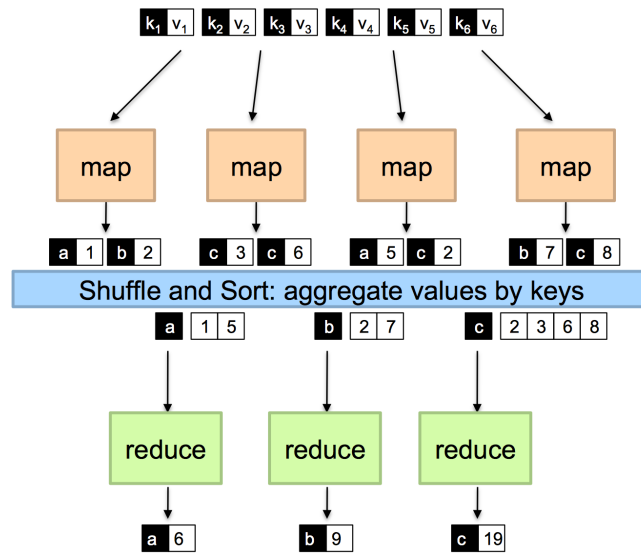 k1 v1 k2 v2 k3 v3 k4 v4 k5 v5 k6 v6
map map map map
a 1 b 2 c 3 c 6 a 5 c 2 b 7 c 8
Shuffle and Sort: aggregate values by keys
a 1 5 b 2 7 c 2 3 6 8
reduce reduce reduce
a 6 b 9 c 19